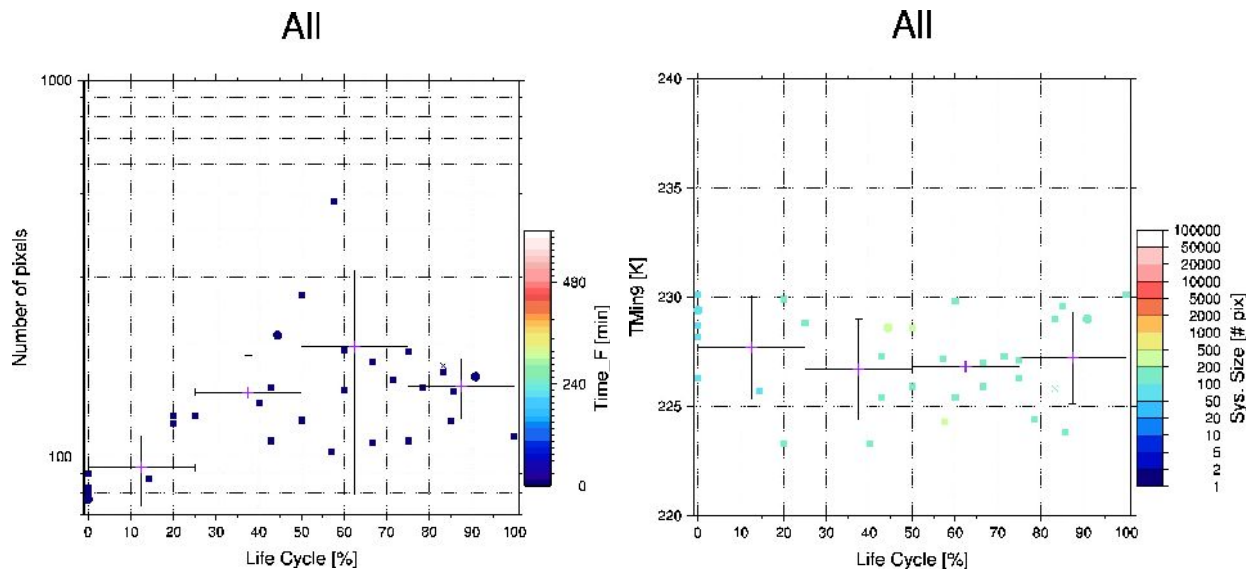 All
All
1000
100
Number of pixels
0 10 20 30 40 50 60 70 80 90 100
Life Cycle [%]
480
240
0
Time_F [min]
240
235
230
225
220
TMin9 [K]
0 10 20 30 40 50 60 70 80 90 100
Life Cycle [%]
100000
50000
20000
10000
5000
2000
1000
500
200
100
50
20
10
5
2
1
Sys. Size [# pix]